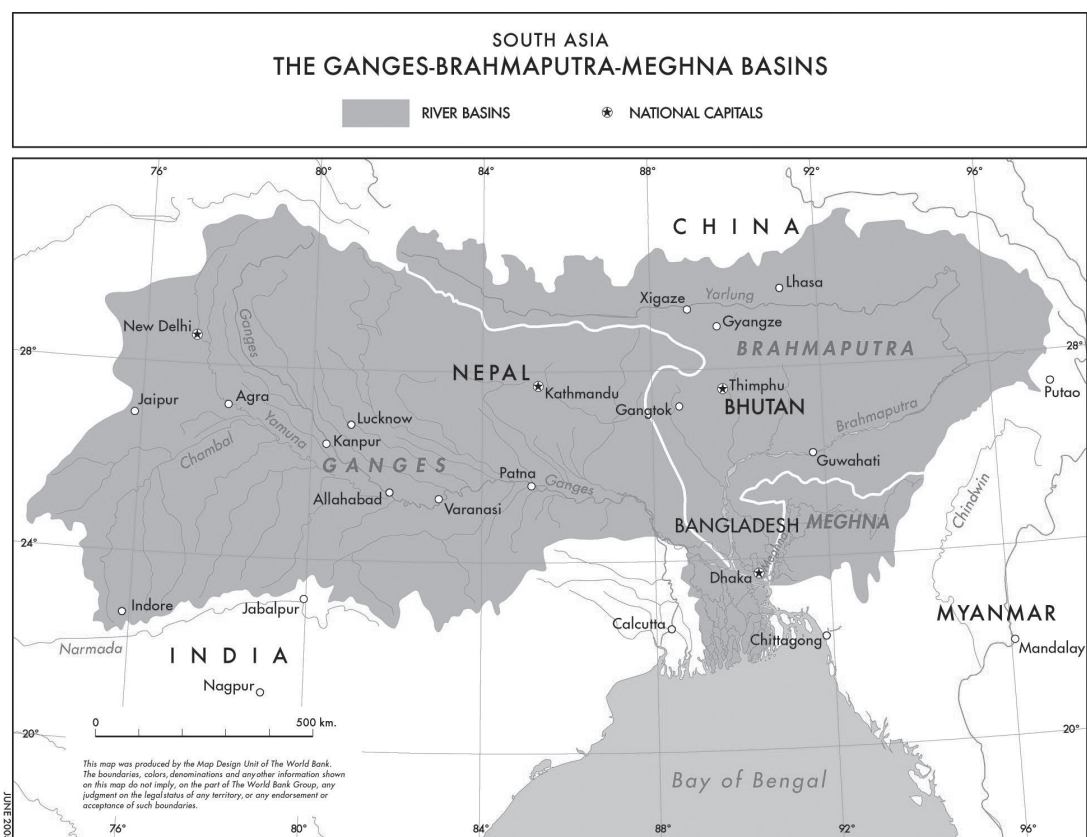 SOUTH ASIA
THE GANGES-BRAHMAPUTRA-MEGHNA BASINS
RIVER BASINS
NATIONAL CAPITALS
76°
80°
84°
88°
92°
96°
CHINA
Lhasa
Xigaze
Yarlung
Gyangze
New Delhi
Ganges
BRAHMAPUTRA
28°
28°
NEPAL
Kathmandu
Thimphu
Putao
Jaipur
Agra
Gangtok
BHUTAN
Brahmaputra
Lucknow
Yamuna
Kanpur
Chambal
GANGES
Guwahati
Patna
Ganges
Allahabad
Varanasi
Chindwin
BANGLADESH
MEGHNA
Meghna
24°
Dhaka
Indore
Jabalpur
Calcutta
Chittagong
MYANMAR
Mandalay
Narmada
INDIA
Nagpur
0
500 km.
20°
20°
This map was produced by the Map Design Unit of The World Bank.
The boundaries, colors, denominations and anyother information shown
on this map do not imply, on the part of The World Bank Group, any
judgment on the legalstatus of any territory, or any endorsement or
acceptance of such boundaries.
Bay of Bengal
JUNE
76°
80°
84°
88°
92°
96°